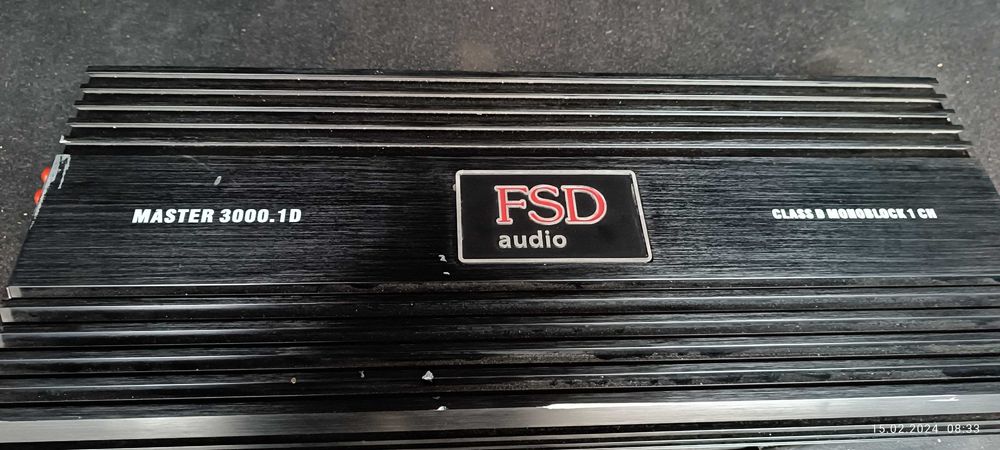 FSD
audio
MASTER 3000.1D
CLASS D MONOBLOCK 1 CH
15.02.2024 08:33